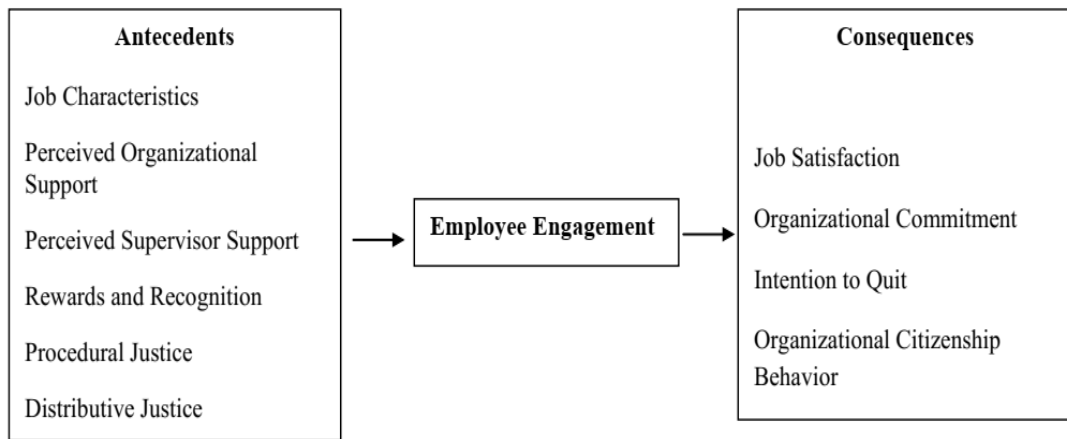 Antecedents
Job Characteristics
Perceived Organizational
Support
Perceived Supervisor Support
Rewards and Recognition
Procedural Justice
Distributive Justice
Employee Engagement
Consequences
Job Satisfaction
Organizational Commitment
Intention to Quit
Organizational Citizenship
Behavior